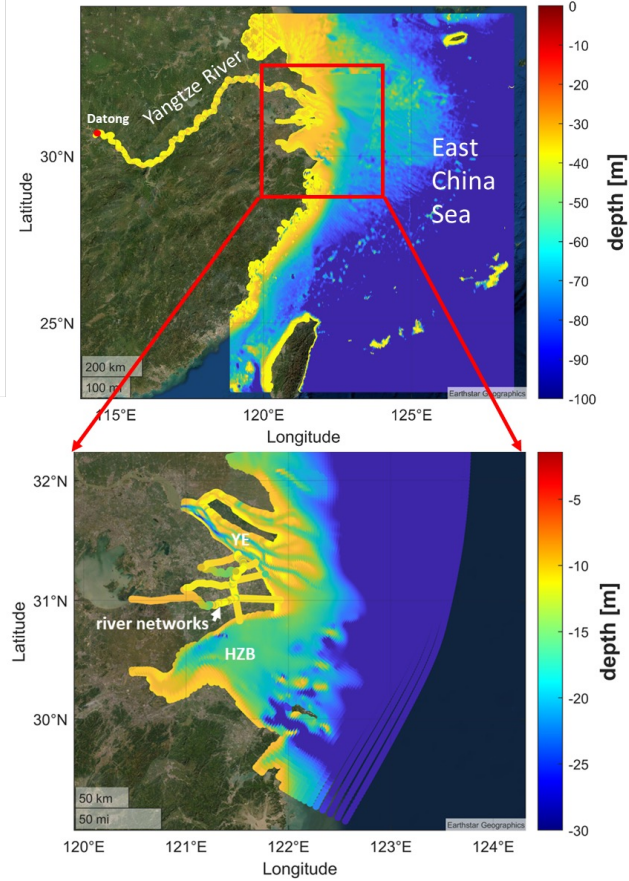 Yangtze River
Datong
East
China
Sea
30°N
25°N
Latitude
200 km
100 mi
Earthstar Geographics
115°E
120°E
125°E
Longitude
0
-10
-20
-30
-40
-50
-60
-70
-80
-90
-100
depth [m]
32°N
31°N
30°N
Latitude
YE
river networks
HZB
50 km
50 mi
Earthstar Geographics
120°E
121°E
122°E
123°E
124°E
Longitude
-5
-10
-15
-20
-25
-30
depth [m]